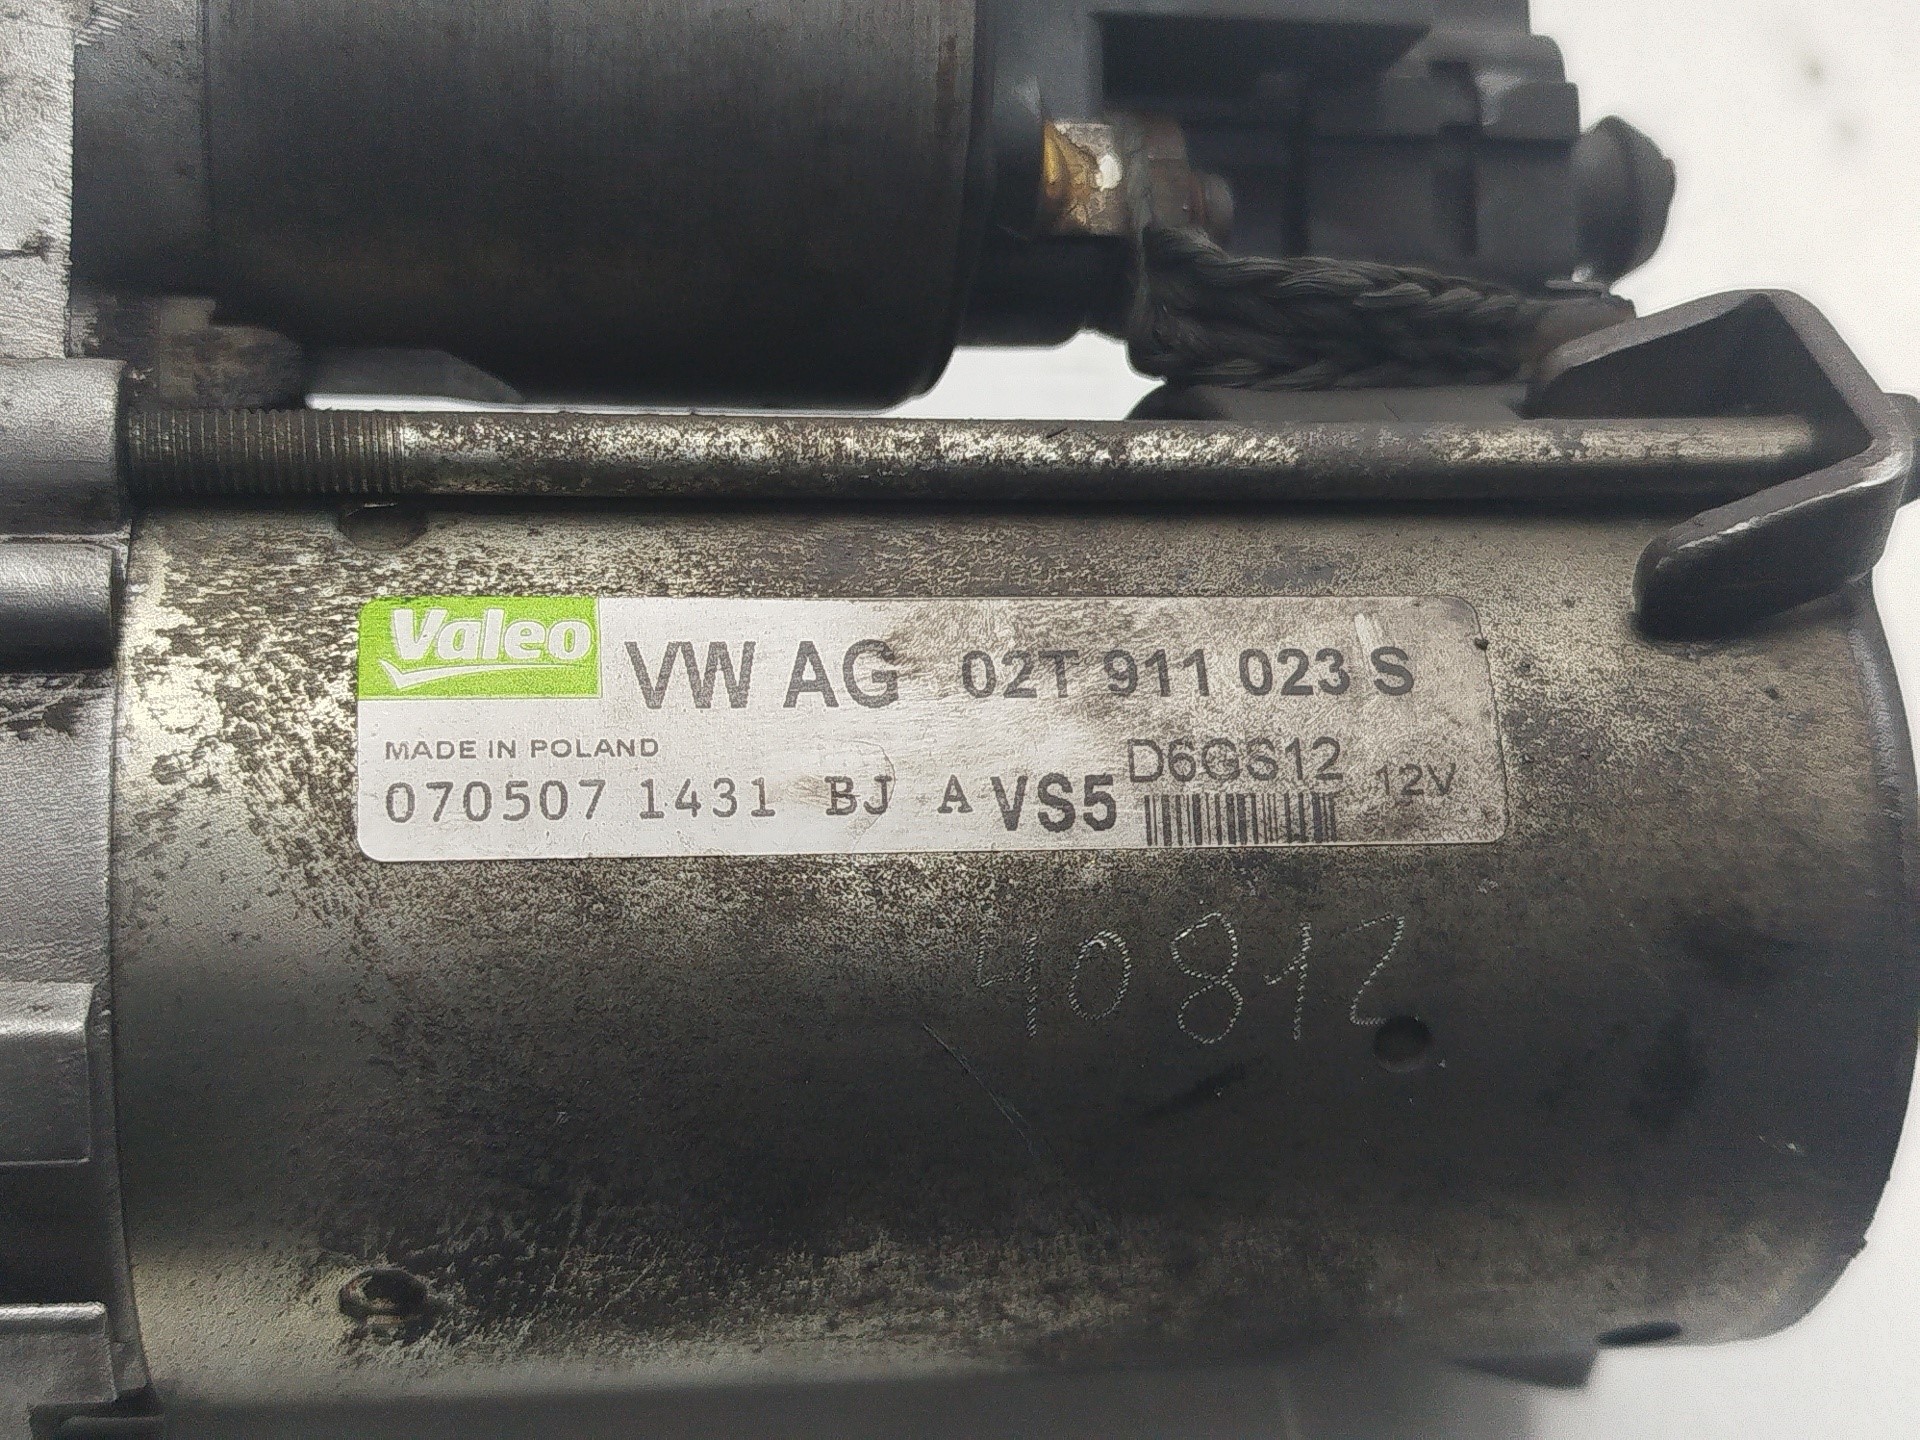 Valeo VW AG 02T 911 023 S
MADE IN POLAND D6GS12 12V
070507 1431 BJ A VS5
40812